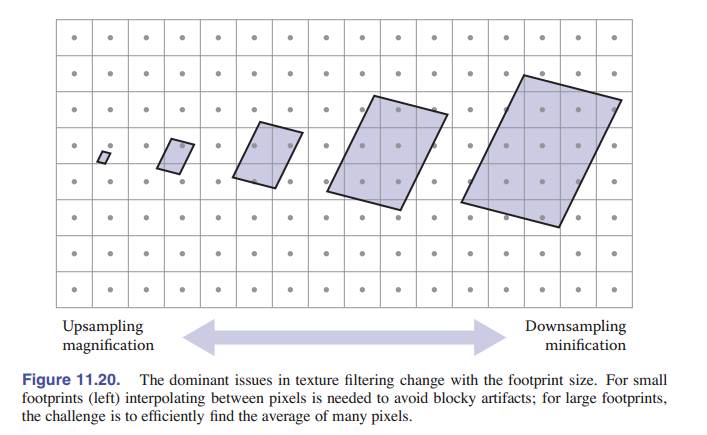 Upsampling
magnification
Downsampling
minification
Figure 11.20. The dominant issues in texture filtering change with the footprint size. For small
footprints (left) interpolating between pixels is needed to avoid blocky artifacts; for large footprints,
the challenge is to efficiently find the average of many pixels.